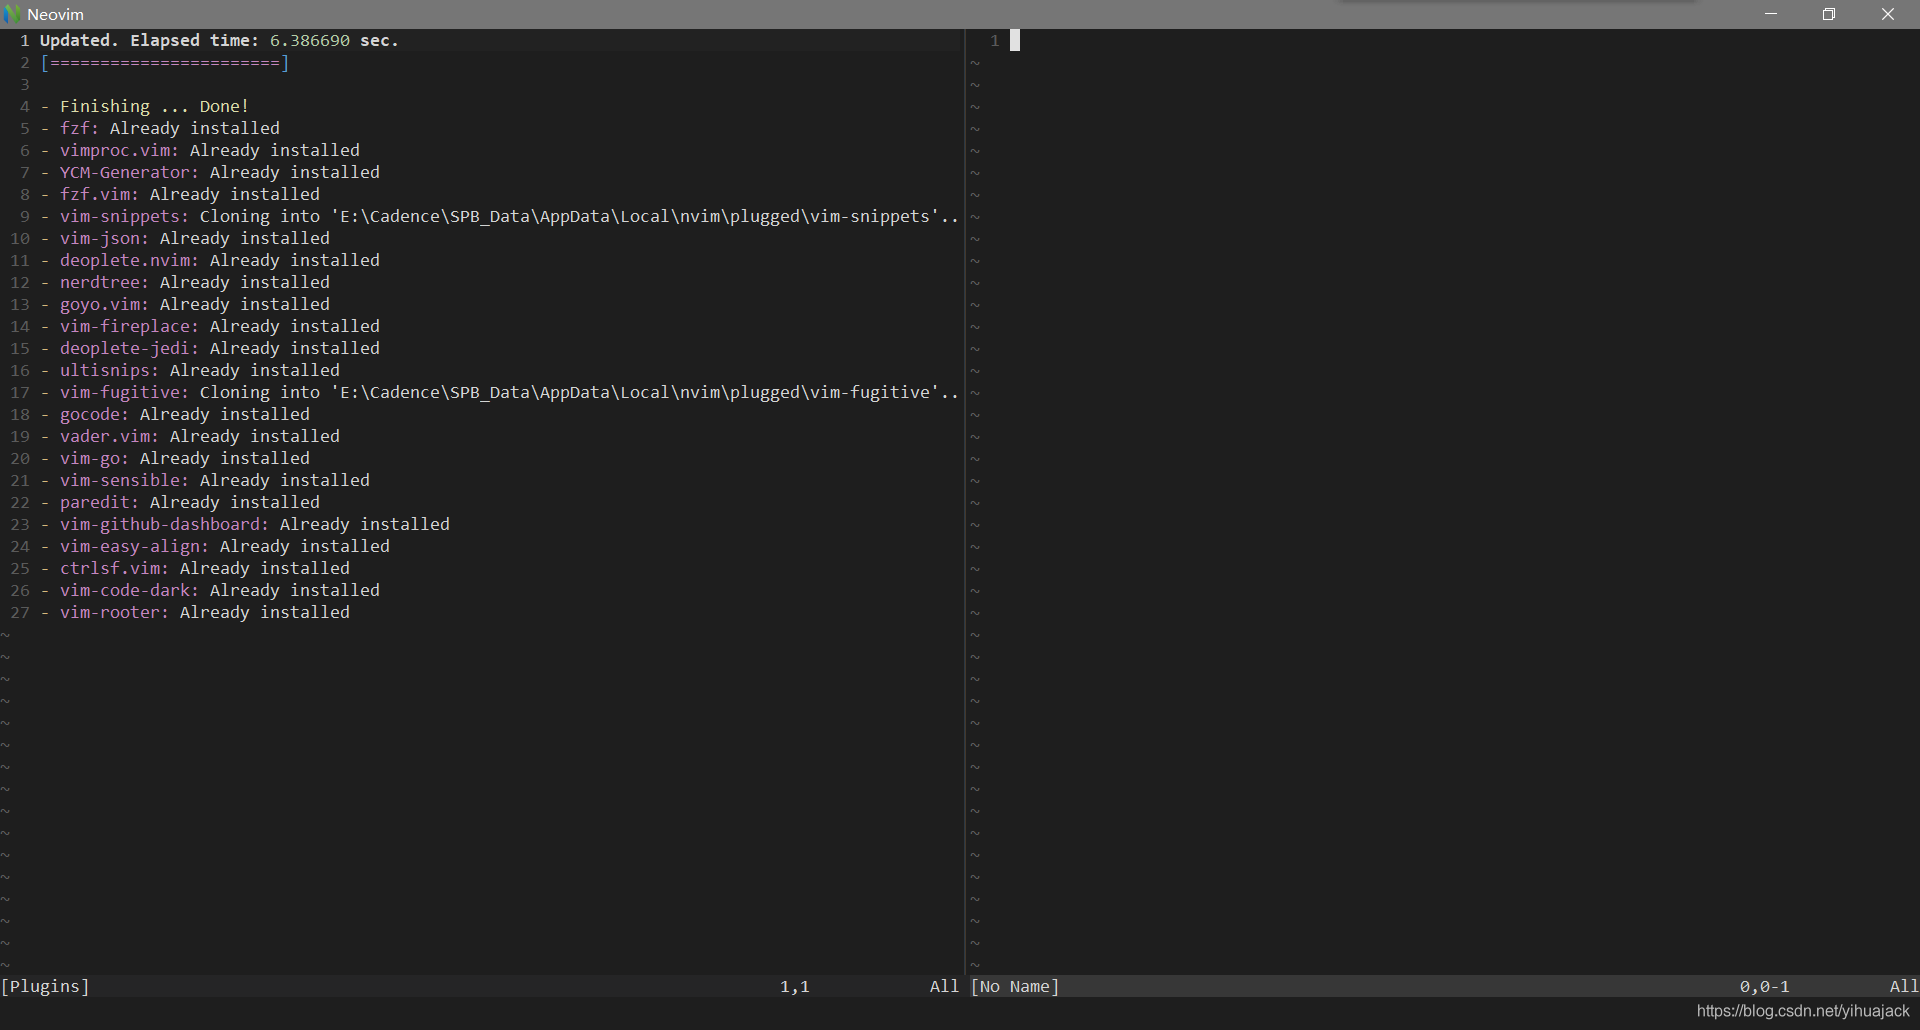 Neovim
1 Updated. Elapsed time: 6.386690 sec.
2 [=======================]
3
4 - Finishing ... Done!
5 - fzf: Already installed
6 - vimproc.vim: Already installed
7 - YCM-Generator: Already installed
8 - fzf.vim: Already installed
9 - vim-snippets: Cloning into 'E:\Cadence\SPB_Data\AppData\Local\nvim\plugged\vim-snippets'..
10 - vim-json: Already installed
11 - deoplete.nvim: Already installed
12 - nerdtree: Already installed
13 - goyo.vim: Already installed
14 - vim-fireplace: Already installed
15 - deoplete-jedi: Already installed
16 - ultisnips: Already installed
17 - vim-fugitive: Cloning into 'E:\Cadence\SPB_Data\AppData\Local\nvim\plugged\vim-fugitive'..
18 - gocode: Already installed
19 - vader.vim: Already installed
20 - vim-go: Already installed
21 - vim-sensible: Already installed
22 - paredit: Already installed
23 - vim-github-dashboard: Already installed
24 - vim-easy-align: Already installed
25 - ctrlsf.vim: Already installed
26 - vim-code-dark: Already installed
27 - vim-rooter: Already installed
[Plugins] 1,1 All
1
[No Name] 0,0-1 All
https://blog.csdn.net/yihuajack